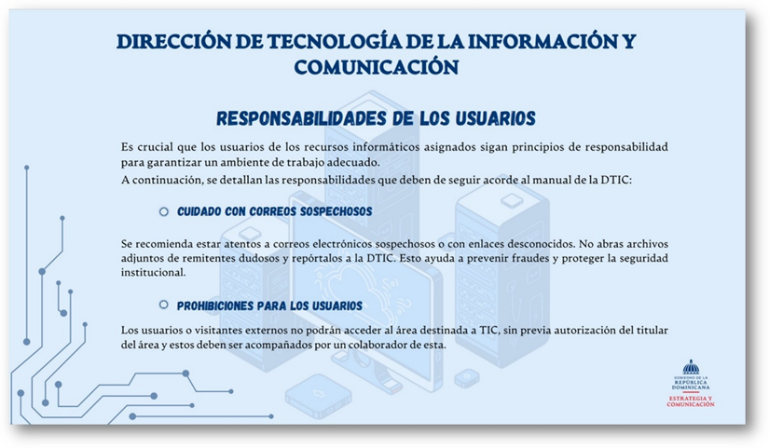 DIRECCIÓN DE TECNOLOGÍA DE LA INFORMACIÓN Y
COMUNICACIÓN
RESPONSABILIDADES DE LOS USUARIOS
Es crucial que los usuarios de los recursos informáticos asignados sigan principios de responsabilidad
para garantizar un ambiente de trabajo adecuado.
A continuación, se detallan las responsabilidades que deben de seguir acorde al manual de la DTIC:
CUIDADO CON CORREOS SOSPECHOSOS
Se recomienda estar atentos a correos electrónicos sospechosos o con enlaces desconocidos. No abras archivos
adjuntos de remitentes dudosos y repórtalos a la DTIC. Esto ayuda a prevenir fraudes y proteger la seguridad
institucional.
PROHIBICIONES PARA LOS USUARIOS
Los usuarios o visitantes externos no podrán acceder al área destinada a TIC, sin previa autorización del titular
del área y estos deben ser acompañados por un colaborador de esta.
GOBIERNO DE LA
REPÚBLICA
DOMINICANA
ESTRATEGIA Y
COMUNICACIÓN